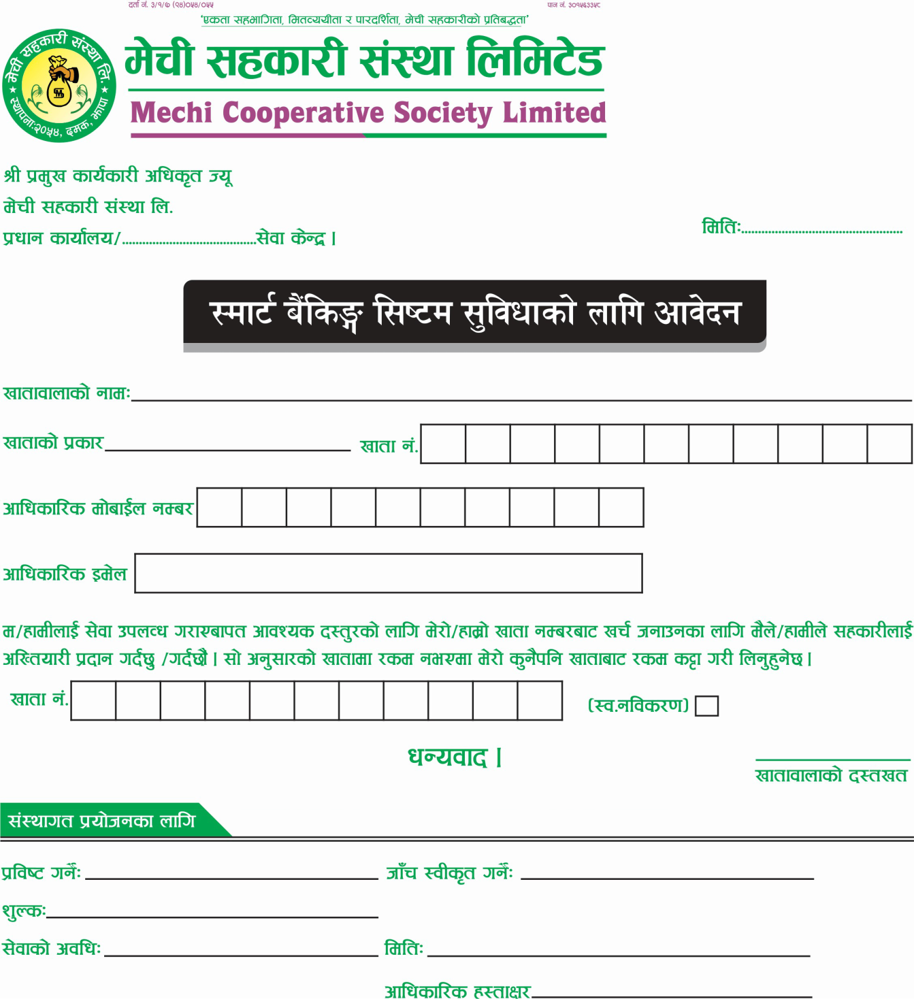 दर्ता नं. ३/१/७ (२४)०५४/०५५ पान नं. ३०१५६३३५८
'एकता सहभागिता, मितव्ययीता र पारदर्शिता, मेची सहकारीको प्रतिबद्धता'
मेची सहकारी संस्था लि.
स्थापना:२०५४, दमक, झापा
मेची सहकारी संस्था लिमिटेड
Mechi Cooperative Society Limited
श्री प्रमुख कार्यकारी अधिकृत ज्यू
मेची सहकारी संस्था लि.
प्रधान कार्यालय/.......................................सेवा केन्द्र ।
मिति:................................................
स्मार्ट बैंकिङ्ग सिष्टम सुविधाको लागि आवेदन
खातावालाको नाम:
खाताको प्रकार खाता नं.
आधिकारिक मोबाईल नम्बर
आधिकारिक इमेल
म/हामीलाई सेवा उपलव्ध गराएबापत आवश्यक दस्तुरको लागि मेरो/हाम्रो खाता नम्बरबाट खर्च जनाउनका लागि मैले/हामीले सहकारीलाई
अख्तियारी प्रदान गर्दछु /गर्दछौं । सो अनुसारको खातामा रकम नभएमा मेरो कुनैपनि खाताबाट रकम कट्टा गरी लिनुहुनेछ ।
खाता नं. (स्व.नविकरण)
धन्यवाद ।
खातावालाको दस्तखत
संस्थागत प्रयोजनका लागि
प्रविष्ट गर्ने: जाँच स्वीकृत गर्ने:
शुल्क:
सेवाको अवधि: मिति:
आधिकारिक हस्ताक्षर